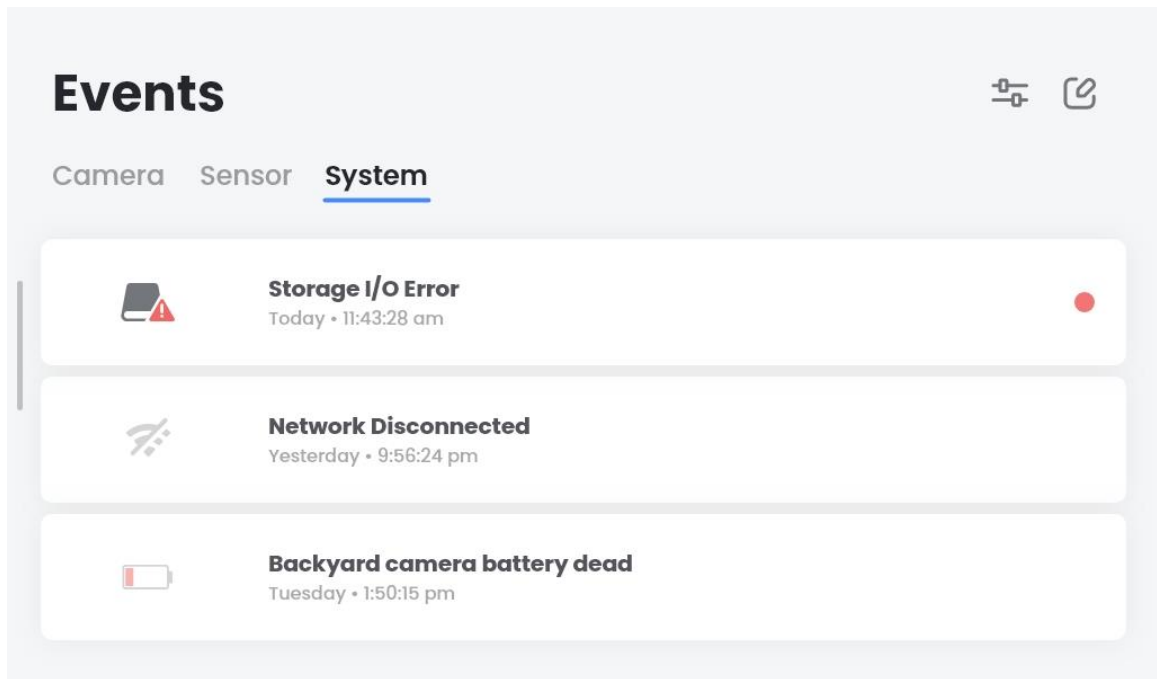 Events
Camera Sensor System
Storage I/O Error
Today • 11:43:28 am
Network Disconnected
Yesterday • 9:56:24 pm
Backyard camera battery dead
Tuesday • 1:50:15 pm